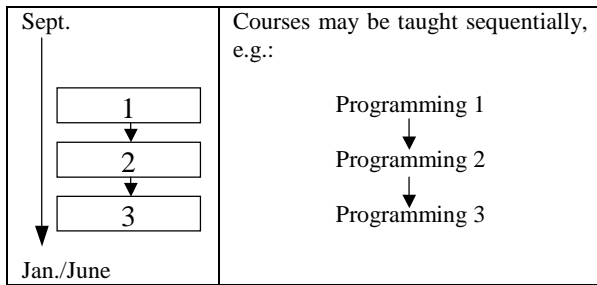 Sept.
1
2
3
Jan./June
Courses may be taught sequentially,
e.g.:
Programming 1
Programming 2
Programming 3